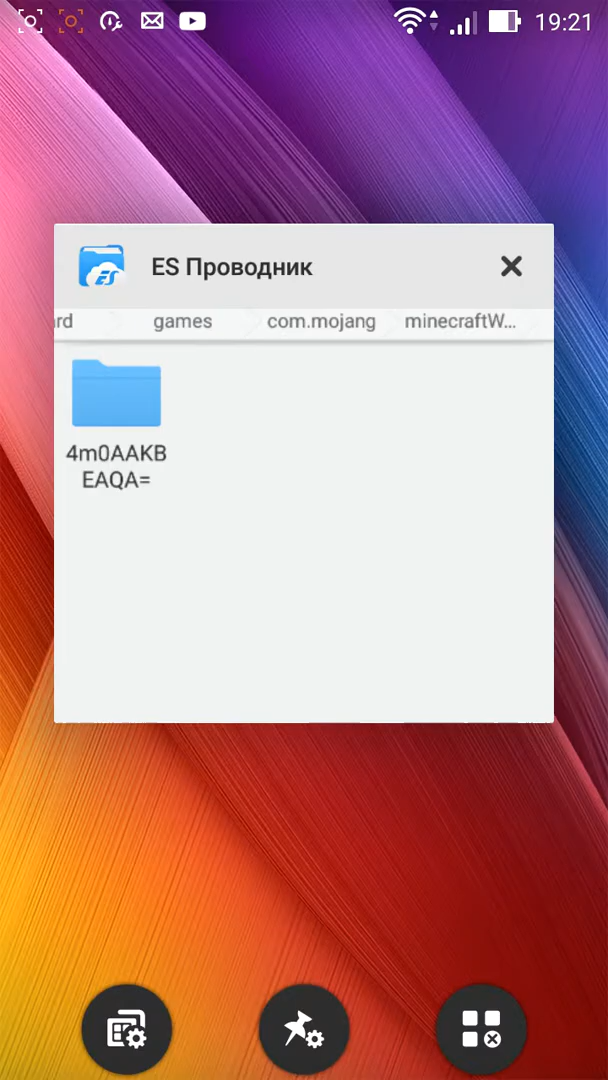 19:21
ES Проводник
rd
games
com.mojang
minecraftW...
4m0AAKB
EAQA=